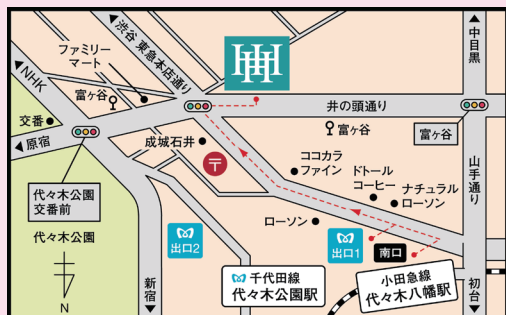 渋谷 東急本店通り
中目黒
ファミリー
マート
NHK
富ヶ谷
井の頭通り
交番
富ヶ谷
富ケ谷
原宿
成城石井
〒
ココカラ
ファイン
ドトール
コーヒー
ナチュラル
ローソン
山手通り
代々木公園
交番前
代々木公園
ローソン
出口2
出口1
南口
千代田線
代々木公園駅
小田急線
代々木八幡駅
新宿
初台
N